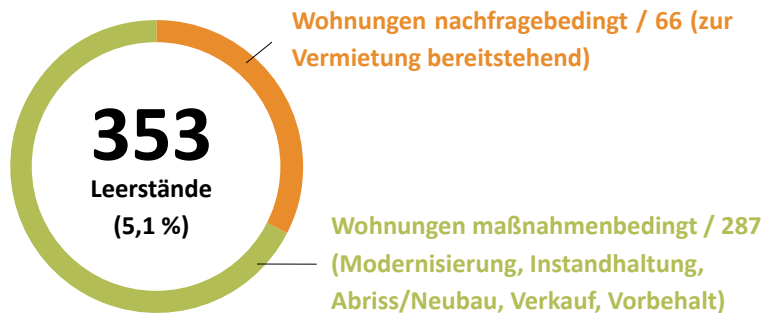 Wohnungen nachfragebedingt / 66 (zur
Vermietung bereitstehend)
353
Leerstände
(5,1 %)
Wohnungen maßnahmenbedingt / 287
(Modernisierung, Instandhaltung,
Abriss/Neubau, Verkauf, Vorbehalt)